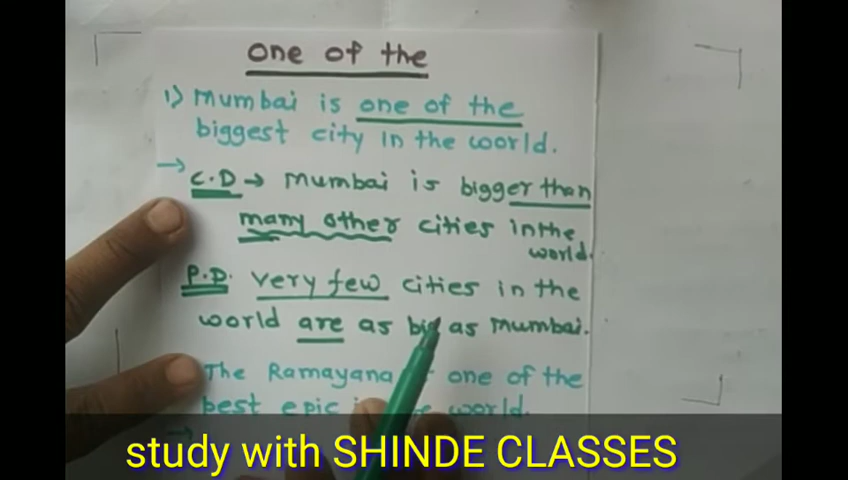 one of the
1) Mumbai is one of the
biggest city in the world.
→ C.D → Mumbai is bigger than
many other cities in the
world.
P.D. very few cities in the
world are as big as Mumbai.
The Ramayana one of the
best epic world.
study with SHINDE CLASSES